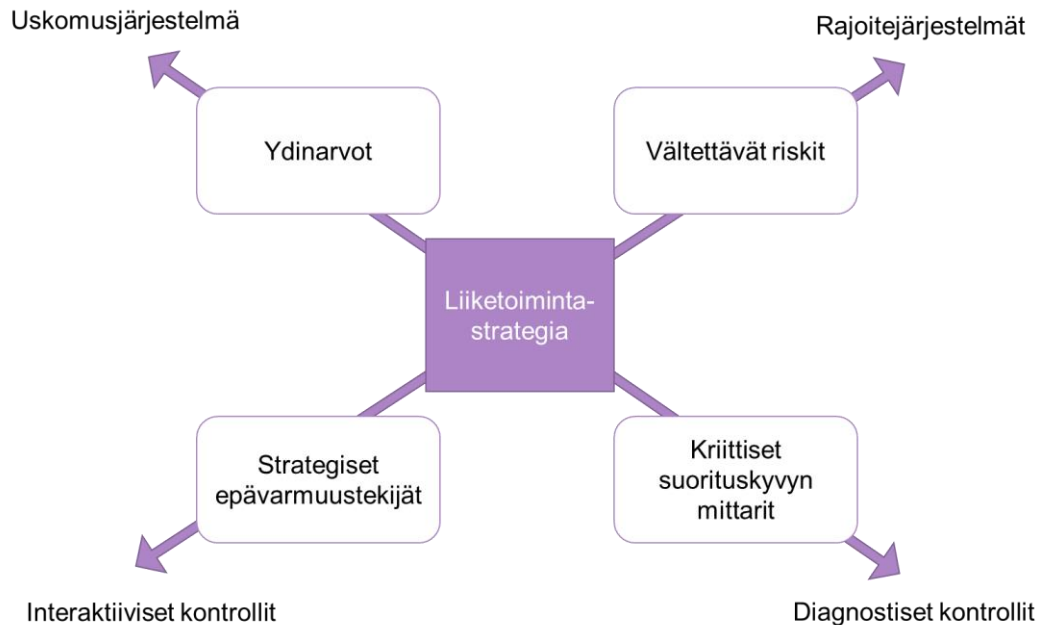 Uskomusjärjestelmä
Rajoitejärjestelmät
Ydinarvot
Vältettävät riskit
Liiketoiminta-
strategia
Strategiset
epävarmuustekijät
Kriittiset
suorituskyvyn
mittarit
Interaktiiviset kontrollit
Diagnostiset kontrollit